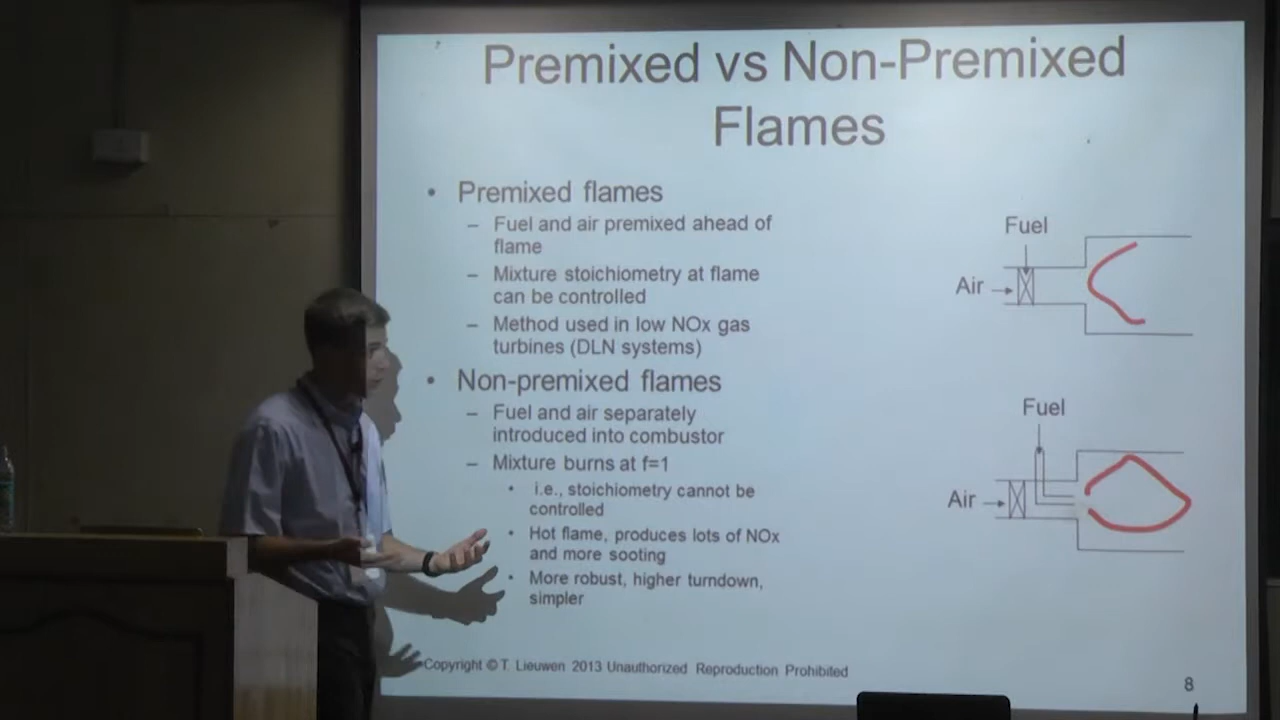 Premixed vs Non-Premixed
Flames
• Premixed flames
– Fuel and air premixed ahead of
flame
– Mixture stoichiometry at flame
can be controlled
– Method used in low NOx gas
turbines (DLN systems)
• Non-premixed flames
– Fuel and air separately
introduced into combustor
– Mixture burns at f=1
• i.e., stoichiometry cannot be
controlled
• Hot flame, produces lots of NOx
and more sooting
• More robust, higher turndown,
simpler
Fuel
Air
Fuel
Air
Copyright © T. Lieuwen 2013 Unauthorized Reproduction Prohibited
8